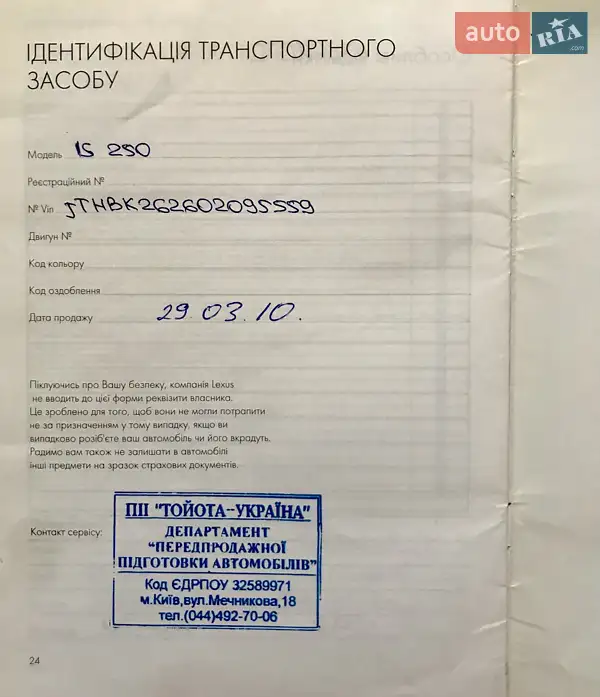 auto RIA.com
ІДЕНТИФІКАЦІЯ ТРАНСПОРТНОГО
ЗАСОБУ
Модель IS 250
Реєстраційний №
№ Vin JTHBK262602095559
Двигун №
Код кольору
Код оздоблення
Дата продажу 29.03.10.
Піклуючись про Вашу безпеку, компанія Lexus
не вводить до цієї форми реквізити власника.
Це зроблено для того, щоб вони не могли потрапити
не за призначенням у тому випадку, якщо ви
випадково розіб'єте ваш автомобіль чи його вкрадуть.
Радимо вам також не залишати в автомобілі
інші предмети на зразок страхових документів.
Контакт сервісу:
ПІІ "ТОЙОТА-УКРАЇНА"
ДЕПАРТАМЕНТ
"ПЕРЕДПРОДАЖНОЇ
ПІДГОТОВКИ АВТОМОБІЛІВ"
Код ЄДРПОУ 32589971
м.Київ,вул.Мечникова,18
тел.(044)492-70-06
24